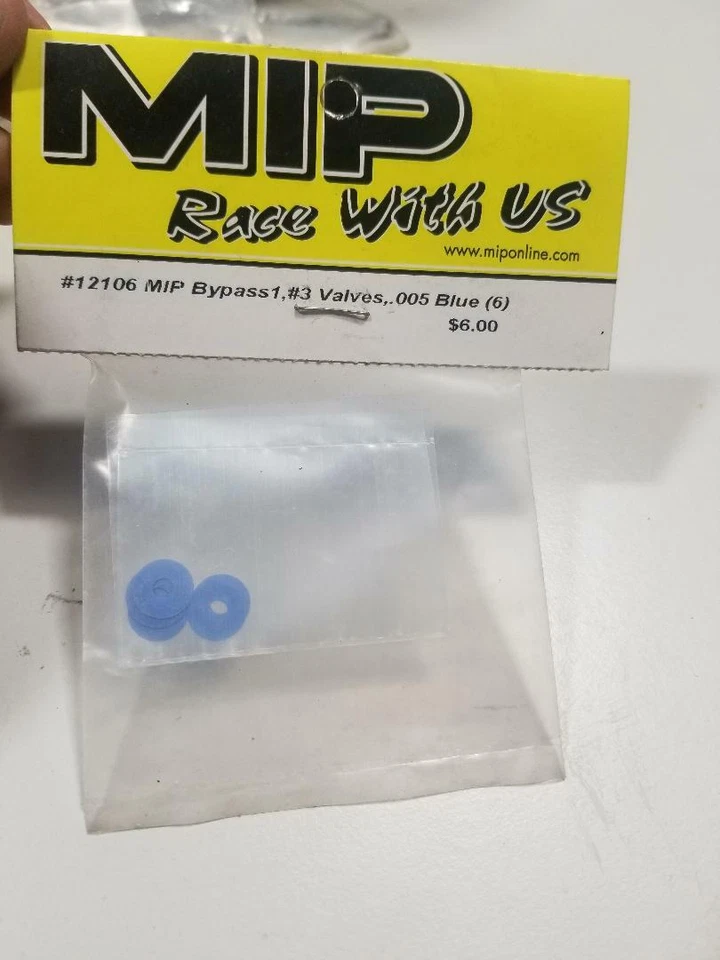 MIP
Race With US
www.miponline.com
#12106 MIP Bypass1,#3 Valves,.005 Blue (6)
$6.00